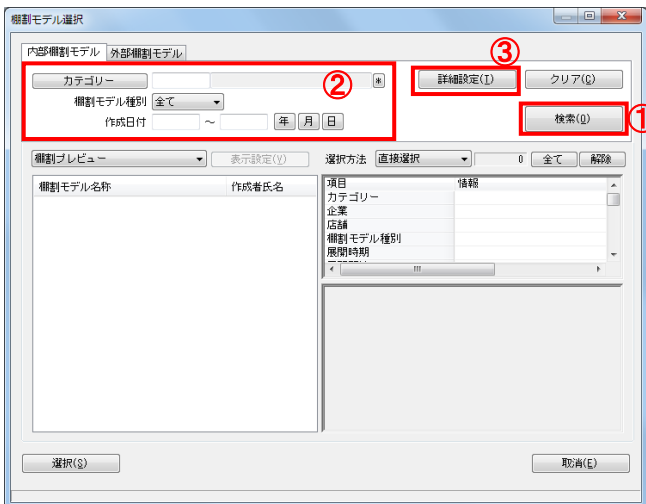 棚割モデル選択
内部棚割モデル 外部棚割モデル
③
カテゴリー * ② 詳細設定(I) クリア(C)
棚割モデル種別 全て
作成日付 ～ 年 月 日 検索(Q) ①
棚割プレビュー 表示設定(V) 選択方法 直接選択 0 全て 解除
棚割モデル名称 作成者氏名 項目 情報
カテゴリー
企業
店舗
棚割モデル種別
展開時期
選択(S) 取消(E)